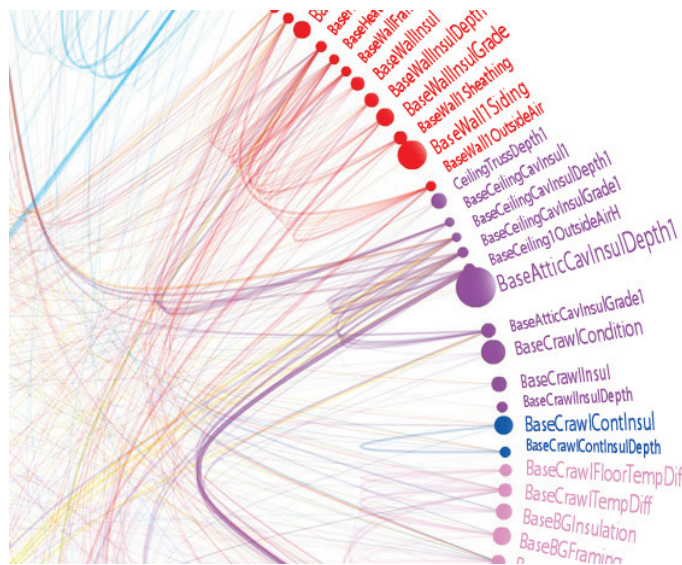 BaseWallInsul
BaseWallInsulDepth
BaseWallInsulGrade
BaseWall1Sheathing
BaseWall1Siding
BaseWall1OutsideAir
CeilingTrussDepth1
BaseCeilingCavInsul1
BaseCeilingCavInsulDepth1
BaseCeilingCavInsulGrade1
BaseCeiling1OutsideAirH
BaseAtticCavInsulDepth1
BaseAtticCavInsulGrade1
BaseCrawlCondition
BaseCrawlInsul
BaseCrawlInsulDepth
BaseCrawlContInsul
BaseCrawlContInsulDepth
BaseCrawlFloorTempDif
BaseCrawlTempDiff
BaseBGInsulation
BaseBGFraming